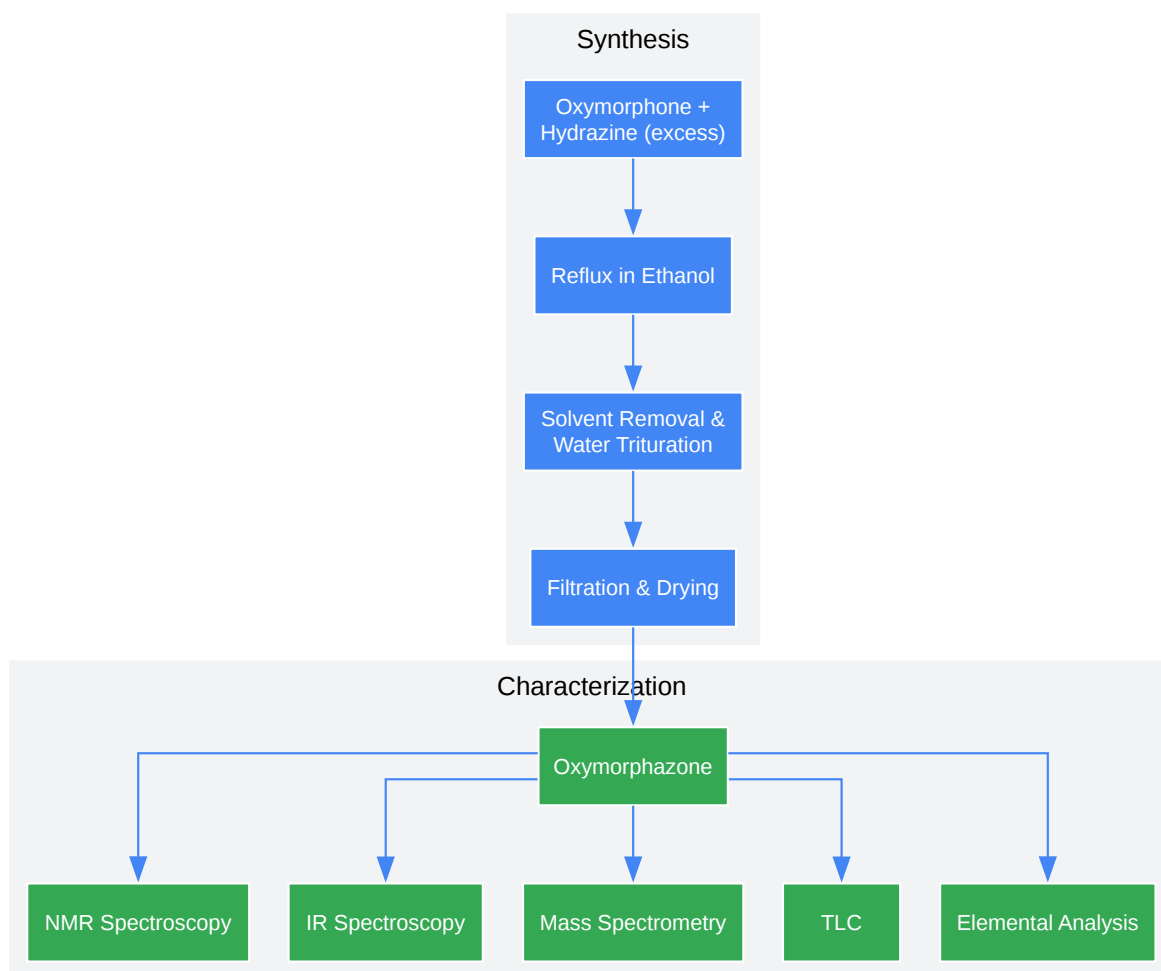 Synthesis
Oxymorphone +
Hydrazine (excess)
Reflux in Ethanol
Solvent Removal &
Water Trituration
Filtration & Drying
Characterization
Oxymorphazone
NMR Spectroscopy
IR Spectroscopy
Mass Spectrometry
TLC
Elemental Analysis